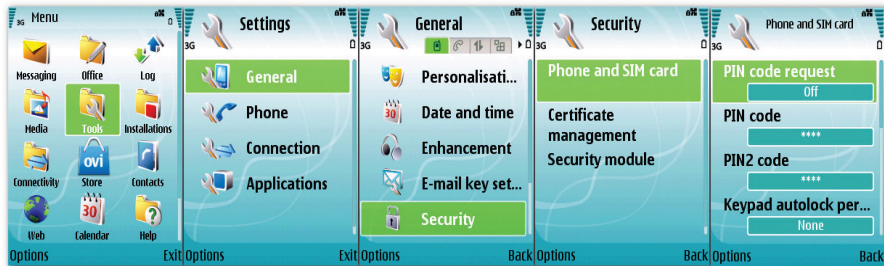 3G Menu
Messaging Office Log
Media Tools Installations
ovi
Connectivity Store Contacts
30
Web Calendar Help
Options Exit
Settings
3G
General
Phone
Connection
Applications
Options Exit
General
3G
Personalisati...
30 Date and time
Enhancement
E-mail key set...
Security
Options Back
Security
3G
Phone and SIM card
Certificate
management
Security module
Options Back
Phone and SIM card
3G
PIN code request
Off
PIN code
****
PIN2 code
****
Keypad autolock per...
None
Options Back